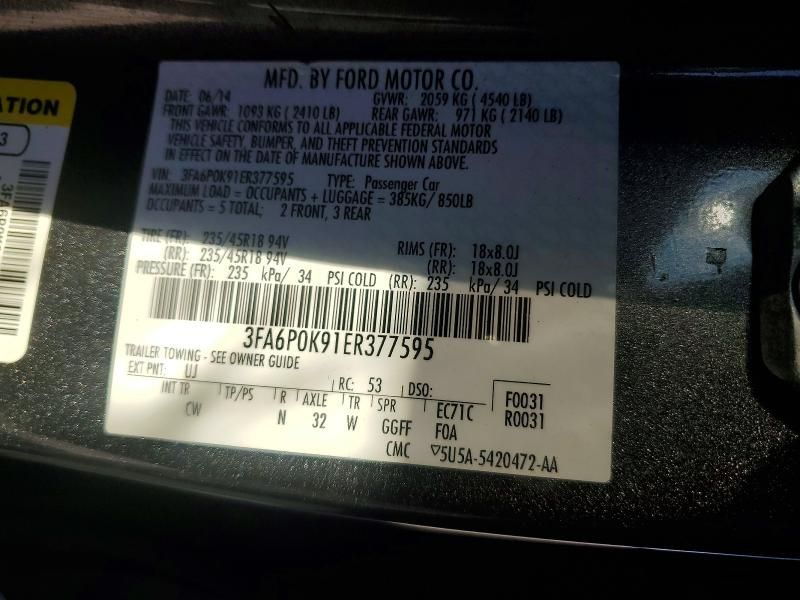 ATION
3
3FA6P0K9
MFD. BY FORD MOTOR CO.
DATE: 06/14 GVWR: 2059 KG (4540 LB)
FRONT GAWR: 1093 KG (2410 LB) REAR GAWR: 971 KG (2140 LB)
THIS VEHICLE CONFORMS TO ALL APPLICABLE FEDERAL MOTOR
VEHICLE SAFETY, BUMPER, AND THEFT PREVENTION STANDARDS
IN EFFECT ON THE DATE OF MANUFACTURE SHOWN ABOVE.
VIN: 3FA6P0K91ER377595 TYPE: Passenger Car
MAXIMUM LOAD = OCCUPANTS + LUGGAGE = 385KG/ 850LB
OCCUPANTS = 5 TOTAL; 2 FRONT, 3 REAR
TIRE (FR): 235/45R18 94V RIMS (FR): 18x8.0J
(RR): 235/45R18 94V (RR): 18x8.0J
PRESSURE (FR): 235 kPa/ 34 PSI COLD (RR): 235 kPa/ 34 PSI COLD
3FA6P0K91ER377595
TRAILER TOWING - SEE OWNER GUIDE
EXT PNT: UJ RC: 53 DSO: F0031
INT TR TP/PS R AXLE TR SPR EC71C R0031
CW N 32 W GGFF F0A
CMC ▽5U5A-5420472-AA